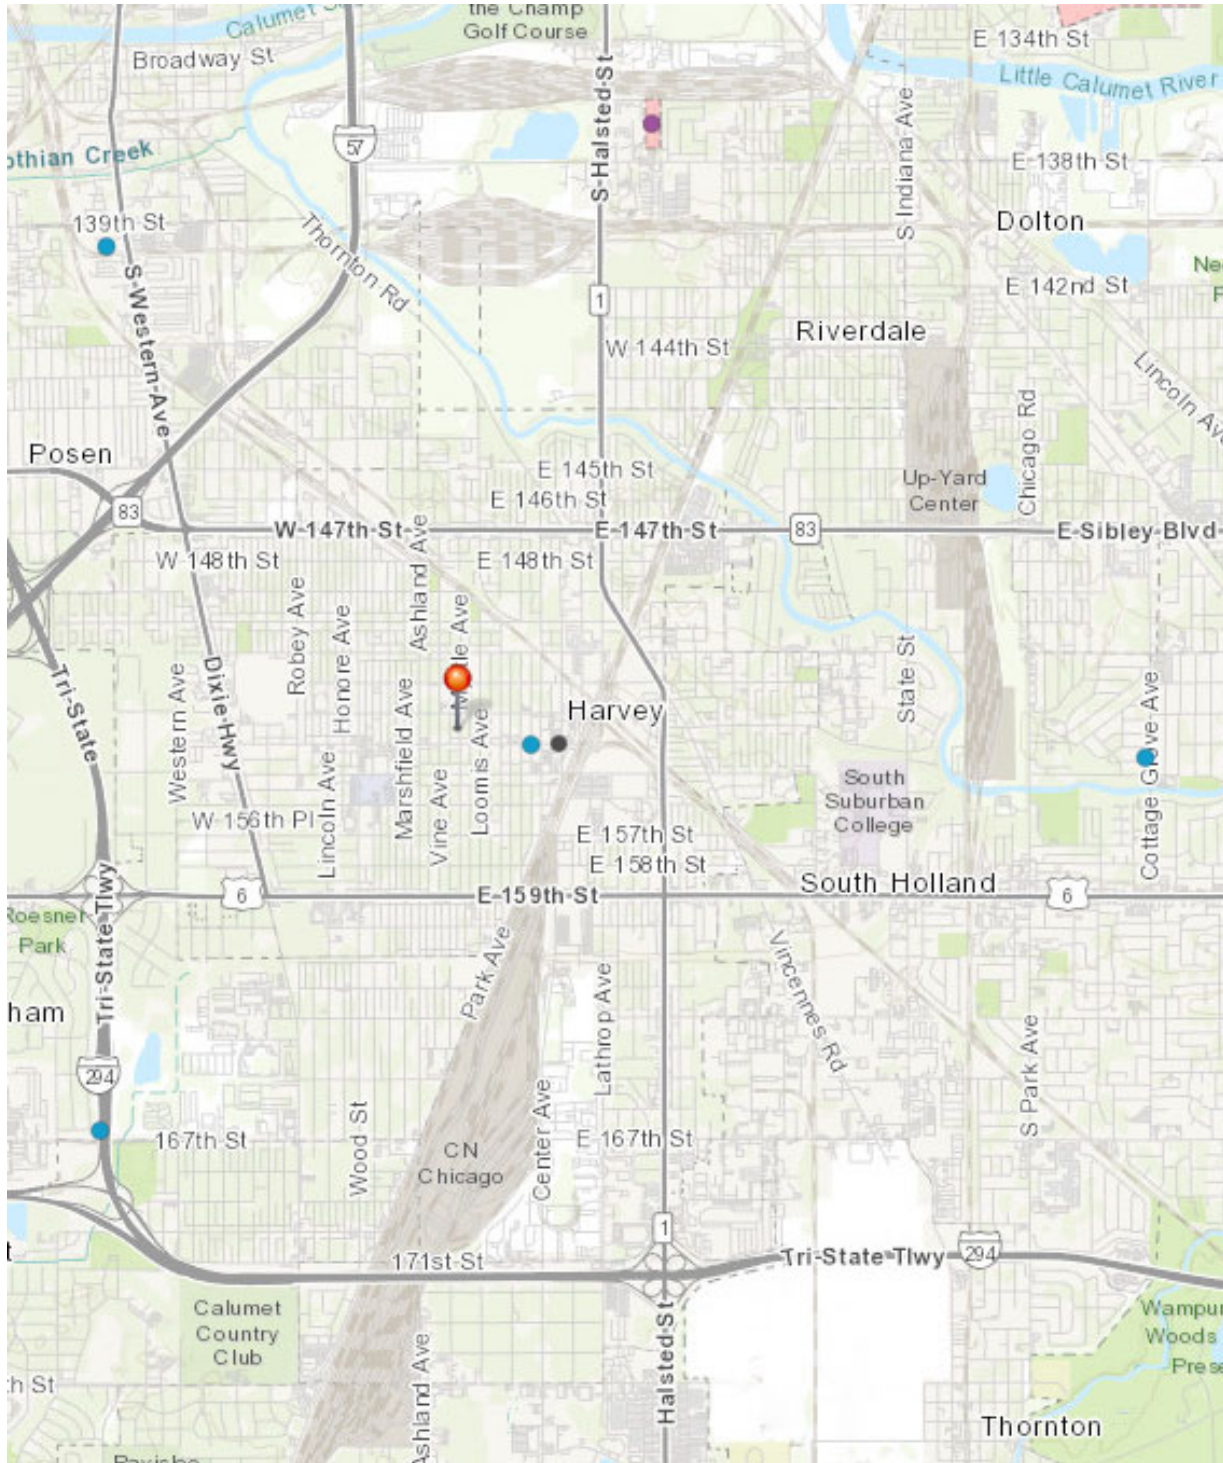 the Champ
Golf Course
Broadway St
E 134th St
Little Calumet River
57
othian Creek
S Halsted St
S Indiana Ave
E 138th St
139th St
Dolton
Thornton Rd
E 142nd St
S Western Ave
1
Riverdale
W 144th St
Lincoln Av
Posen
Chicago Rd
E 145th St
Up-Yard
Center
E 146th St
83
W 147th St
E 147th St
83
E Sibley Blvd
W 148th St
Ashland Ave
E 148th St
Robey Ave
Honore Ave
Tri-State
Western Ave
Dixie Hwy
State St
Marshfield Ave
Loomis Ave
Harvey
Cottage Grove Ave
Lincoln Ave
Vine Ave
South
Suburban
College
W 156th Pl
E 157th St
E 158th St
6
E 159th St
South Holland
6
Roesner
Park
Tri-State Tlwy
Park Ave
Vincennes Rd
Lathrop Ave
ham
S Park Ave
294
Wood St
167th St
CN
Chicago
Center Ave
E 167th St
1
171st St
Tri-State Tlwy
294
Calumet
Country
Club
Wampu
Woods
Prese
Ashland Ave
Halsted St
h St
Thornton
1